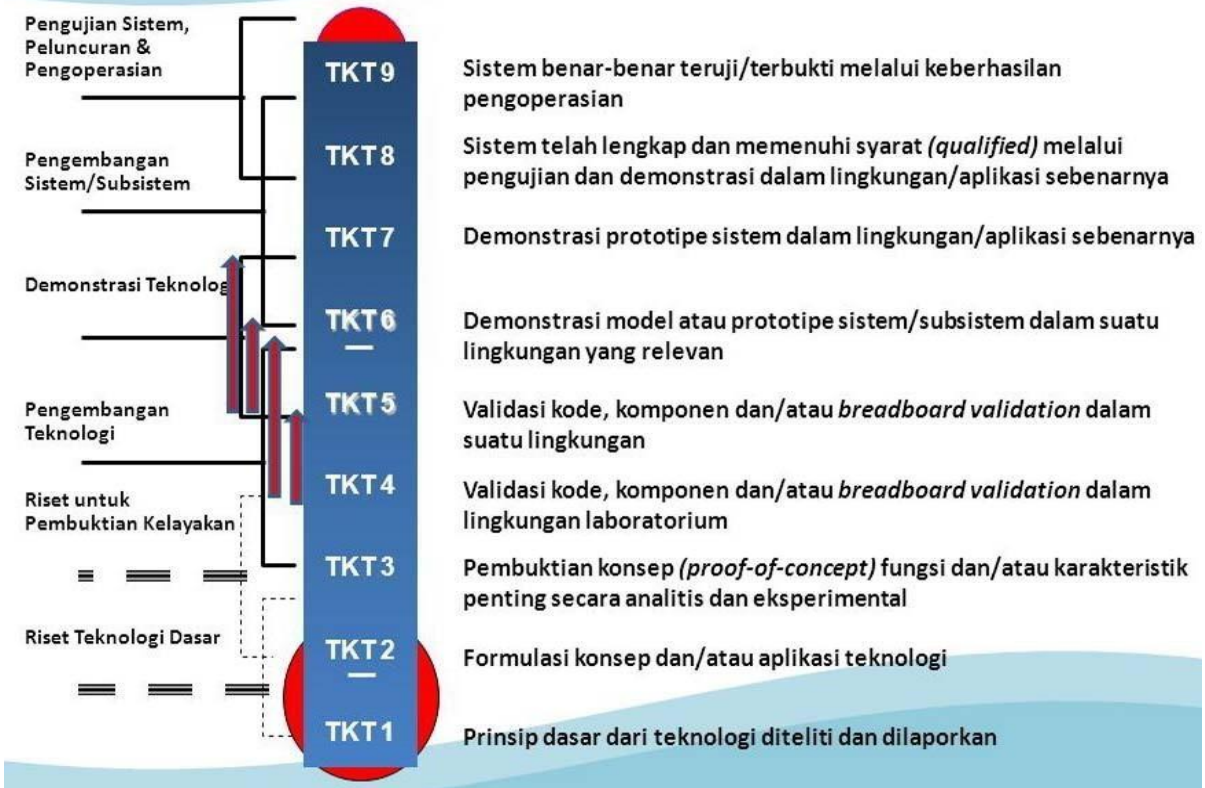 Pengujian Sistem,
Peluncuran &
Pengoperasian
Pengembangan
Sistem/Subsistem
Demonstrasi Teknolog
Pengembangan
Teknologi
Riset untuk
Pembuktian Kelayakan
Riset Teknologi Dasar
TKT9
Sistem benar-benar teruji/terbukti melalui keberhasilan
pengoperasian
TKT8
Sistem telah lengkap dan memenuhi syarat (qualified) melalui
pengujian dan demonstrasi dalam lingkungan/aplikasi sebenarnya
TKT7
Demonstrasi prototipe sistem dalam lingkungan/aplikasi sebenarnya
TKT6
Demonstrasi model atau prototipe sistem/subsistem dalam suatu
lingkungan yang relevan
TKT5
Validasi kode, komponen dan/atau breadboard validation dalam
suatu lingkungan
TKT4
Validasi kode, komponen dan/atau breadboard validation dalam
lingkungan laboratorium
TKT3
Pembuktian konsep (proof-of-concept) fungsi dan/atau karakteristik
penting secara analitis dan eksperimental
TKT2
Formulasi konsep dan/atau aplikasi teknologi
TKT1
Prinsip dasar dari teknologi diteliti dan dilaporkan